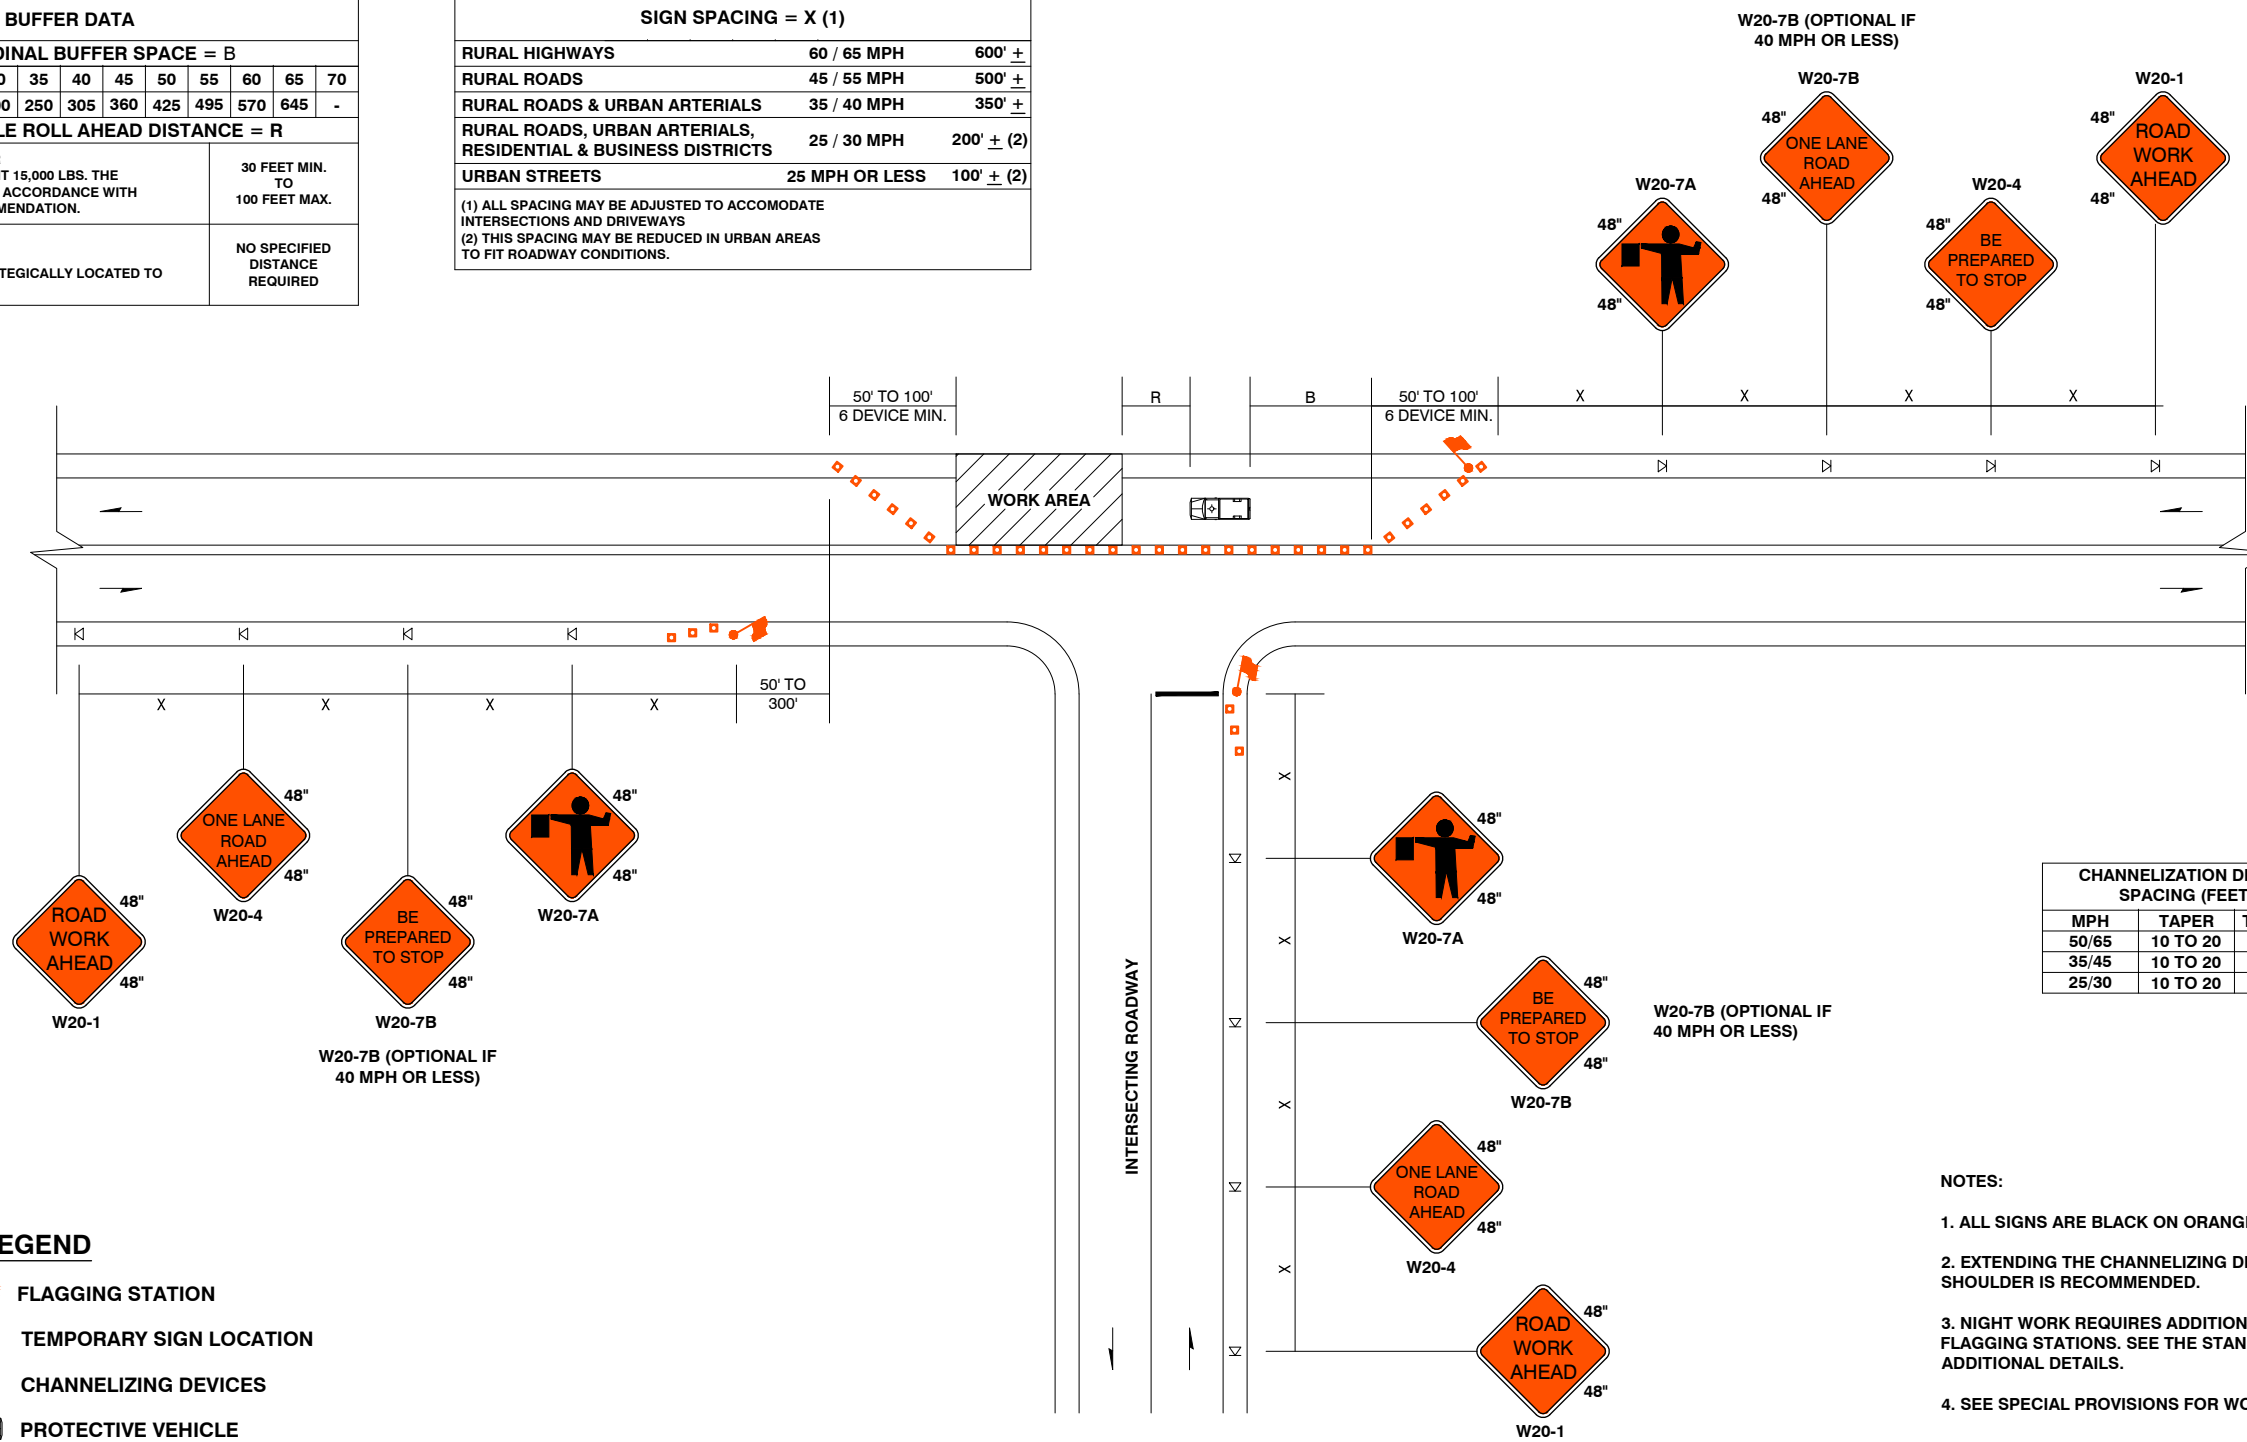 BUFFER DATA
BUFFER SPACE = B
35 40 45 50 55 60 65 70
250 305 360 425 495 570 645 -
ROLL AHEAD DISTANCE = R
15,000 LBS. THE
ACCORDANCE WITH
30 FEET MIN.
TO
100 FEET MAX.
LOCATED TO
NO SPECIFIED
DISTANCE
REQUIRED
SIGN SPACING = X (1)
RURAL HIGHWAYS 60 / 65 MPH 600' ±
RURAL ROADS 45 / 55 MPH 500' ±
RURAL ROADS & URBAN ARTERIALS 35 / 40 MPH 350' ±
RURAL ROADS, URBAN ARTERIALS,
RESIDENTIAL & BUSINESS DISTRICTS 25 / 30 MPH 200' ± (2)
URBAN STREETS 25 MPH OR LESS 100' ± (2)
(1) ALL SPACING MAY BE ADJUSTED TO ACCOMODATE
INTERSECTIONS AND DRIVEWAYS
(2) THIS SPACING MAY BE REDUCED IN URBAN AREAS
TO FIT ROADWAY CONDITIONS.
W20-7B (OPTIONAL IF
40 MPH OR LESS)
W20-7B
48"
ONE LANE
ROAD
AHEAD
48"
W20-1
48"
ROAD
WORK
AHEAD
48"
W20-7A
48"
48"
W20-4
48"
BE
PREPARED
TO STOP
48"
50' TO 100'
6 DEVICE MIN.
R
B
50' TO 100'
6 DEVICE MIN.
X X X X
WORK AREA
X X X X
50' TO
300'
48"
ROAD
WORK
AHEAD
48"
W20-1
48"
ONE LANE
ROAD
AHEAD
48"
W20-4
48"
BE
PREPARED
TO STOP
48"
W20-7B
W20-7B (OPTIONAL IF
40 MPH OR LESS)
48"
48"
W20-7A
INTERSECTING ROADWAY
X
X
X
X
48"
48"
W20-7A
48"
BE
PREPARED
TO STOP
48"
W20-7B
W20-7B (OPTIONAL IF
40 MPH OR LESS)
48"
ONE LANE
ROAD
AHEAD
48"
W20-4
48"
ROAD
WORK
AHEAD
48"
W20-1
CHANNELIZATION
SPACING (FEET
MPH TAPER
50/65 10 TO 20
35/45 10 TO 20
25/30 10 TO 20
FLAGGING STATION
TEMPORARY SIGN LOCATION
CHANNELIZING DEVICES
PROTECTIVE VEHICLE
NOTES:
1. ALL SIGNS ARE BLACK ON
2. EXTENDING THE CHANNELIZING
SHOULDER IS RECOMMENDED.
3. NIGHT WORK REQUIRES
FLAGGING STATIONS. SEE THE
ADDITIONAL DETAILS.
4. SEE SPECIAL PROVISIONS FOR